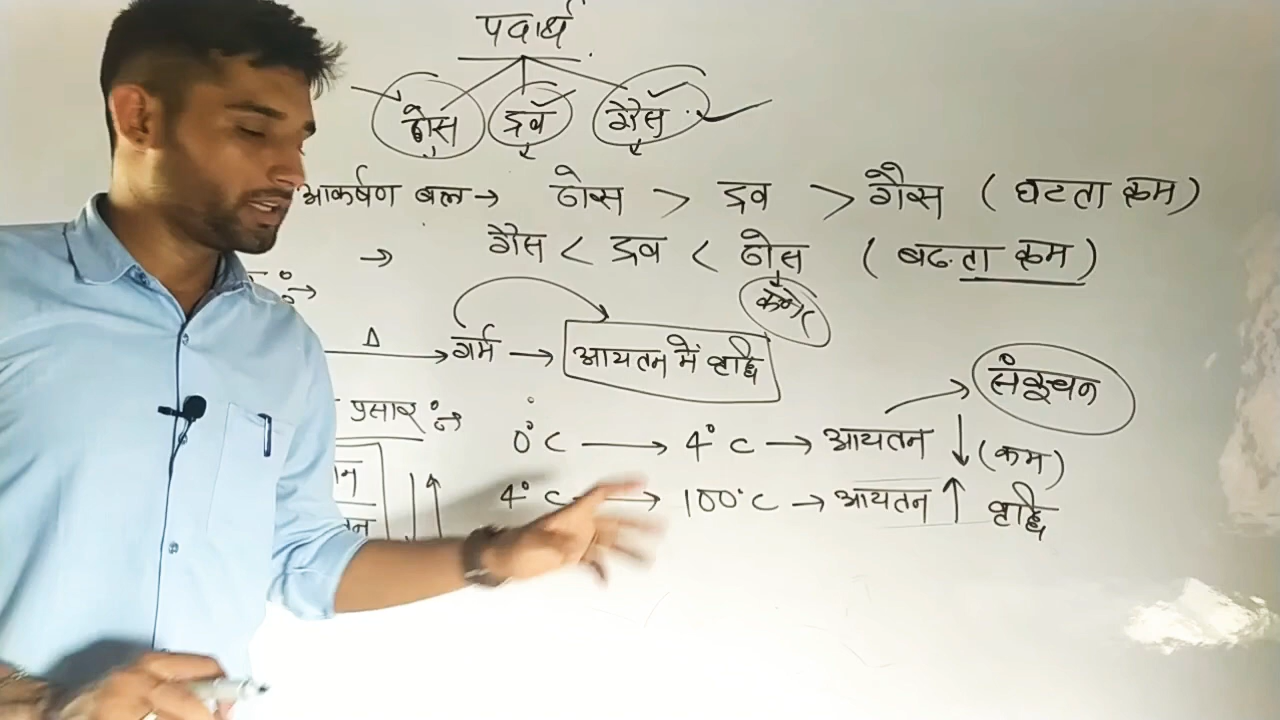 पदार्थ
ठोस द्रव गैस
आकर्षण बल → ठोस > द्रव > गैस ( घटता क्रम )
→ गैस < द्रव < ठोस ( बढ़ता क्रम )
Δ → गर्म → आयतन में वृद्धि
संकुचन
प्रसार :→ 0°C → 4°C → आयतन ↓ (कम)
4°C → 100°C → आयतन ↑ वृद्धि